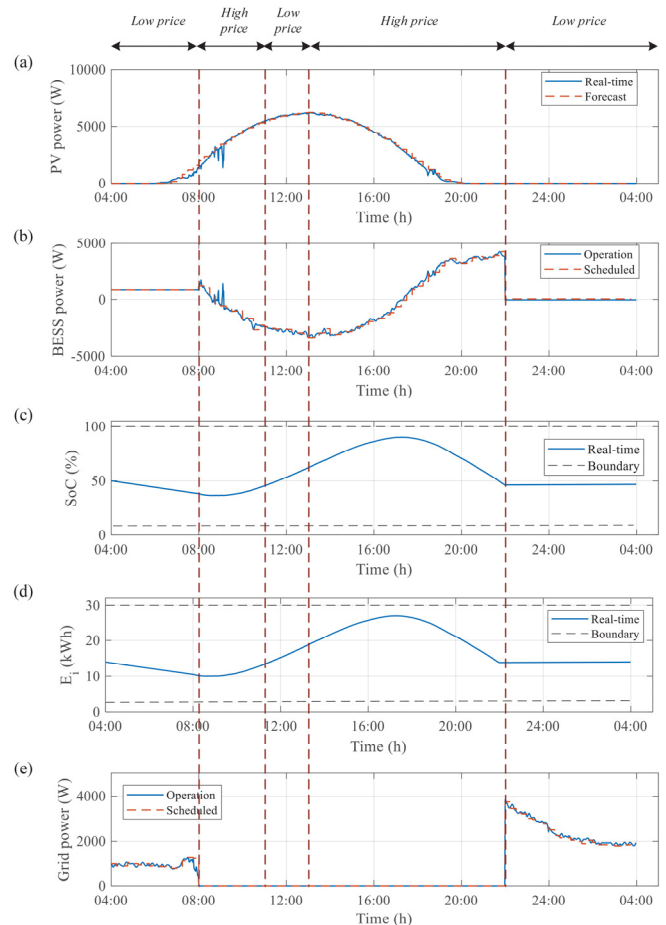 Low price High price Low price High price Low price
(a)
10000
5000
0
PV power (W)
Real-time
Forecast
04:00 08:00 12:00 16:00 20:00 24:00 04:00
Time (h)
(b)
5000
0
-5000
BESS power (W)
Operation
Scheduled
04:00 08:00 12:00 16:00 20:00 24:00 04:00
Time (h)
(c)
100
50
0
SoC (%)
Real-time
Boundary
04:00 08:00 12:00 16:00 20:00 24:00 04:00
Time (h)
(d)
30
20
10
0
E_i (kWh)
Real-time
Boundary
04:00 08:00 12:00 16:00 20:00 24:00 04:00
Time (h)
(e)
4000
2000
0
Grid power (W)
Operation
Scheduled
04:00 08:00 12:00 16:00 20:00 24:00 04:00
Time (h)